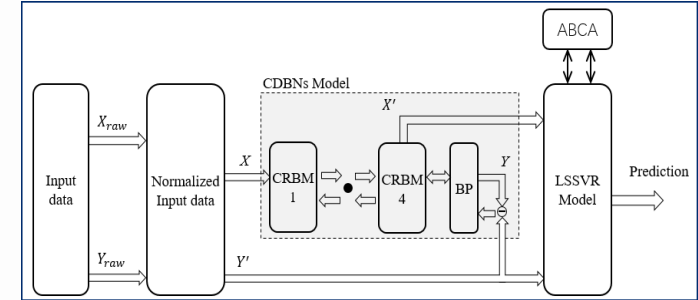 ABCA
CDBNs Model
X'
X_raw
X
Y
CRBM
1
CRBM
4
BP
Input
data
Normalized
Input data
LSSVR
Model
Prediction
Y_raw
Y'